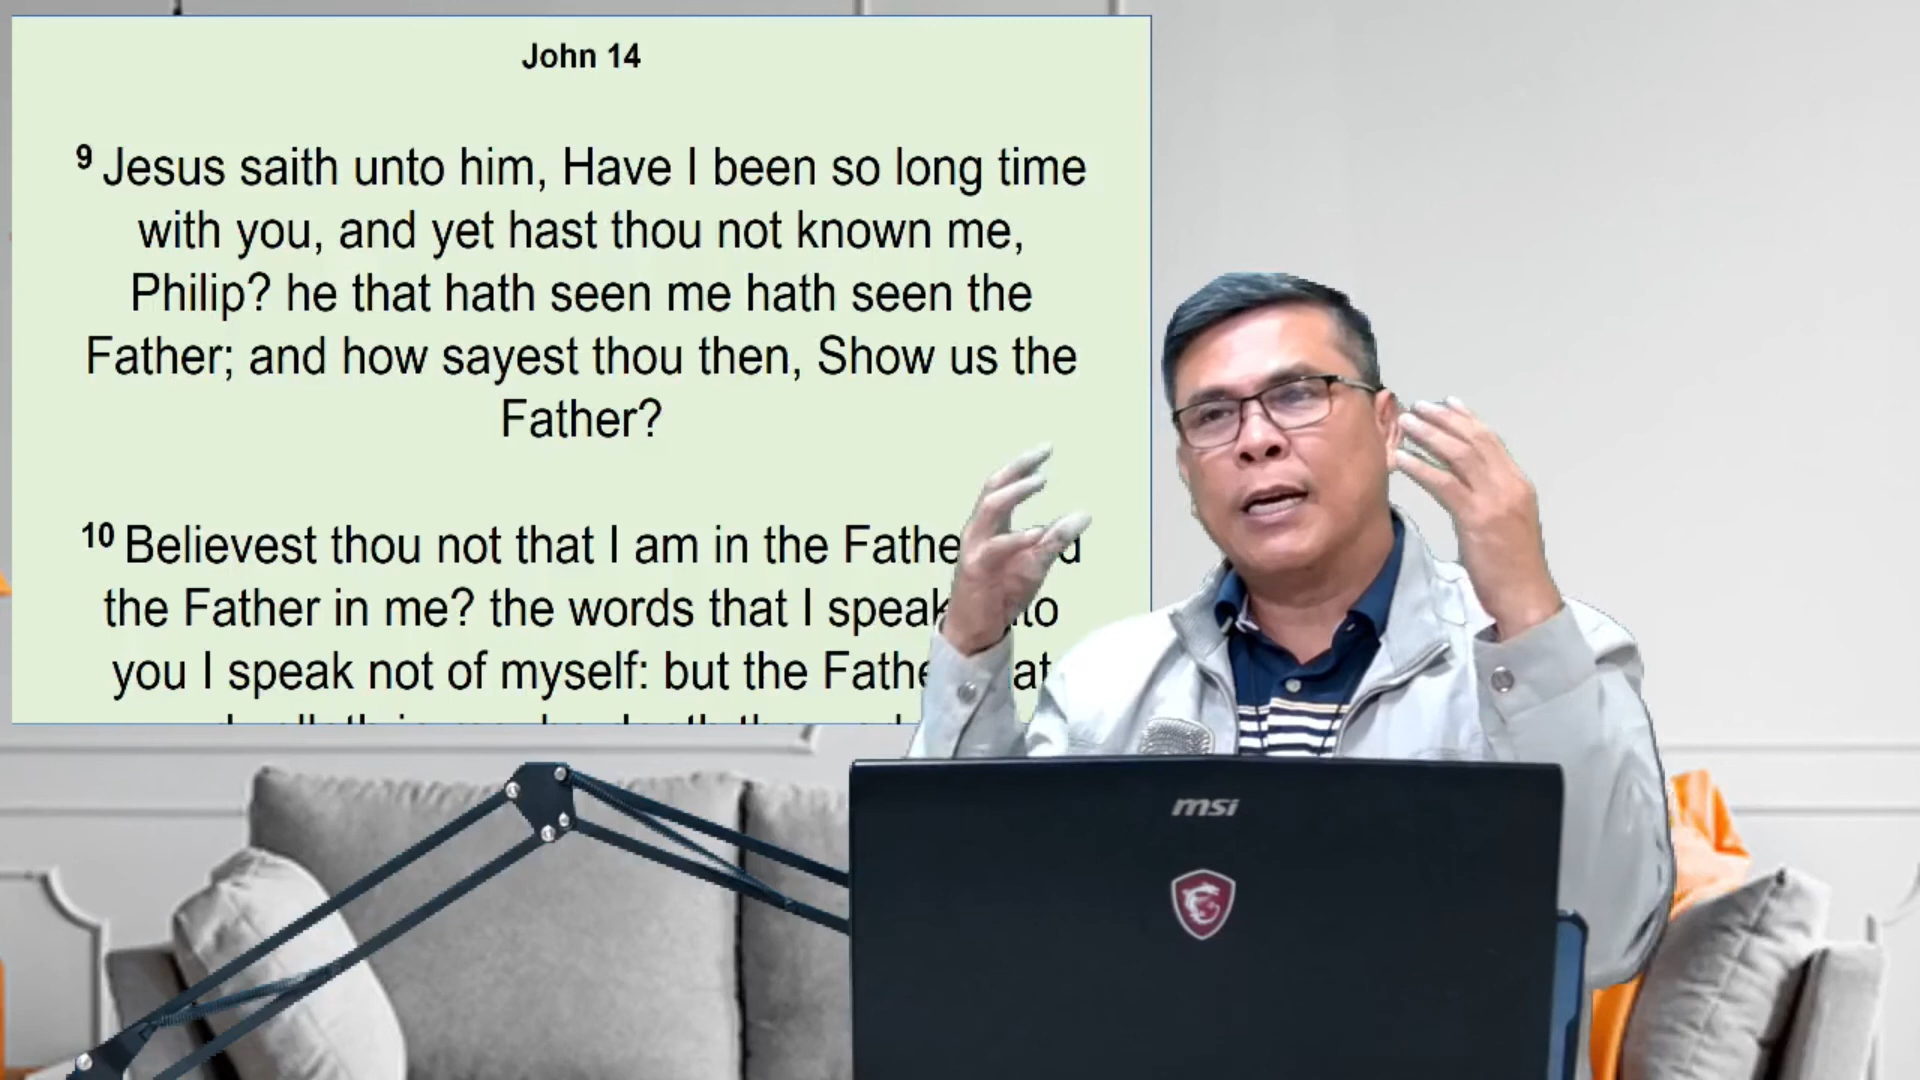 John 14
9 Jesus saith unto him, Have I been so long time
with you, and yet hast thou not known me,
Philip? he that hath seen me hath seen the
Father; and how sayest thou then, Show us the
Father?
10 Believest thou not that I am in the
the Father in me? the words that I speak
you I speak not of myself: but the
msi